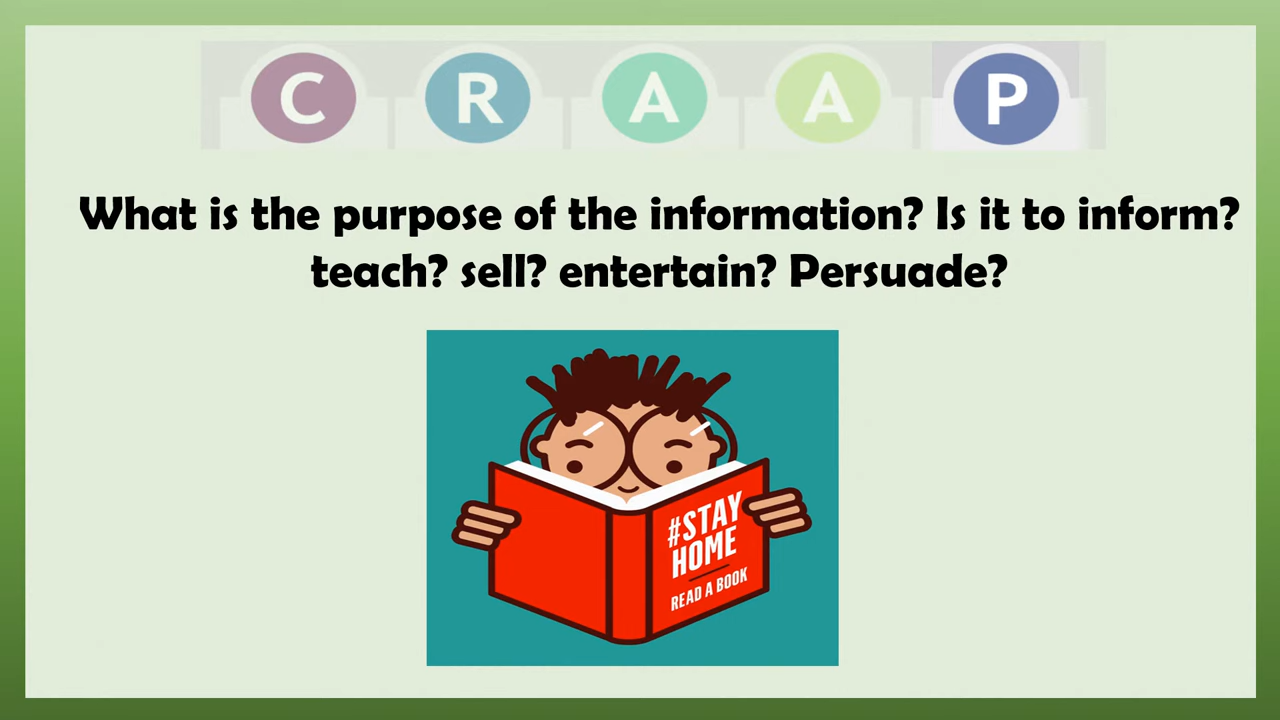 C R A A P
What is the purpose of the information? Is it to inform?
teach? sell? entertain? Persuade?
#STAY
HOME
READ A BOOK